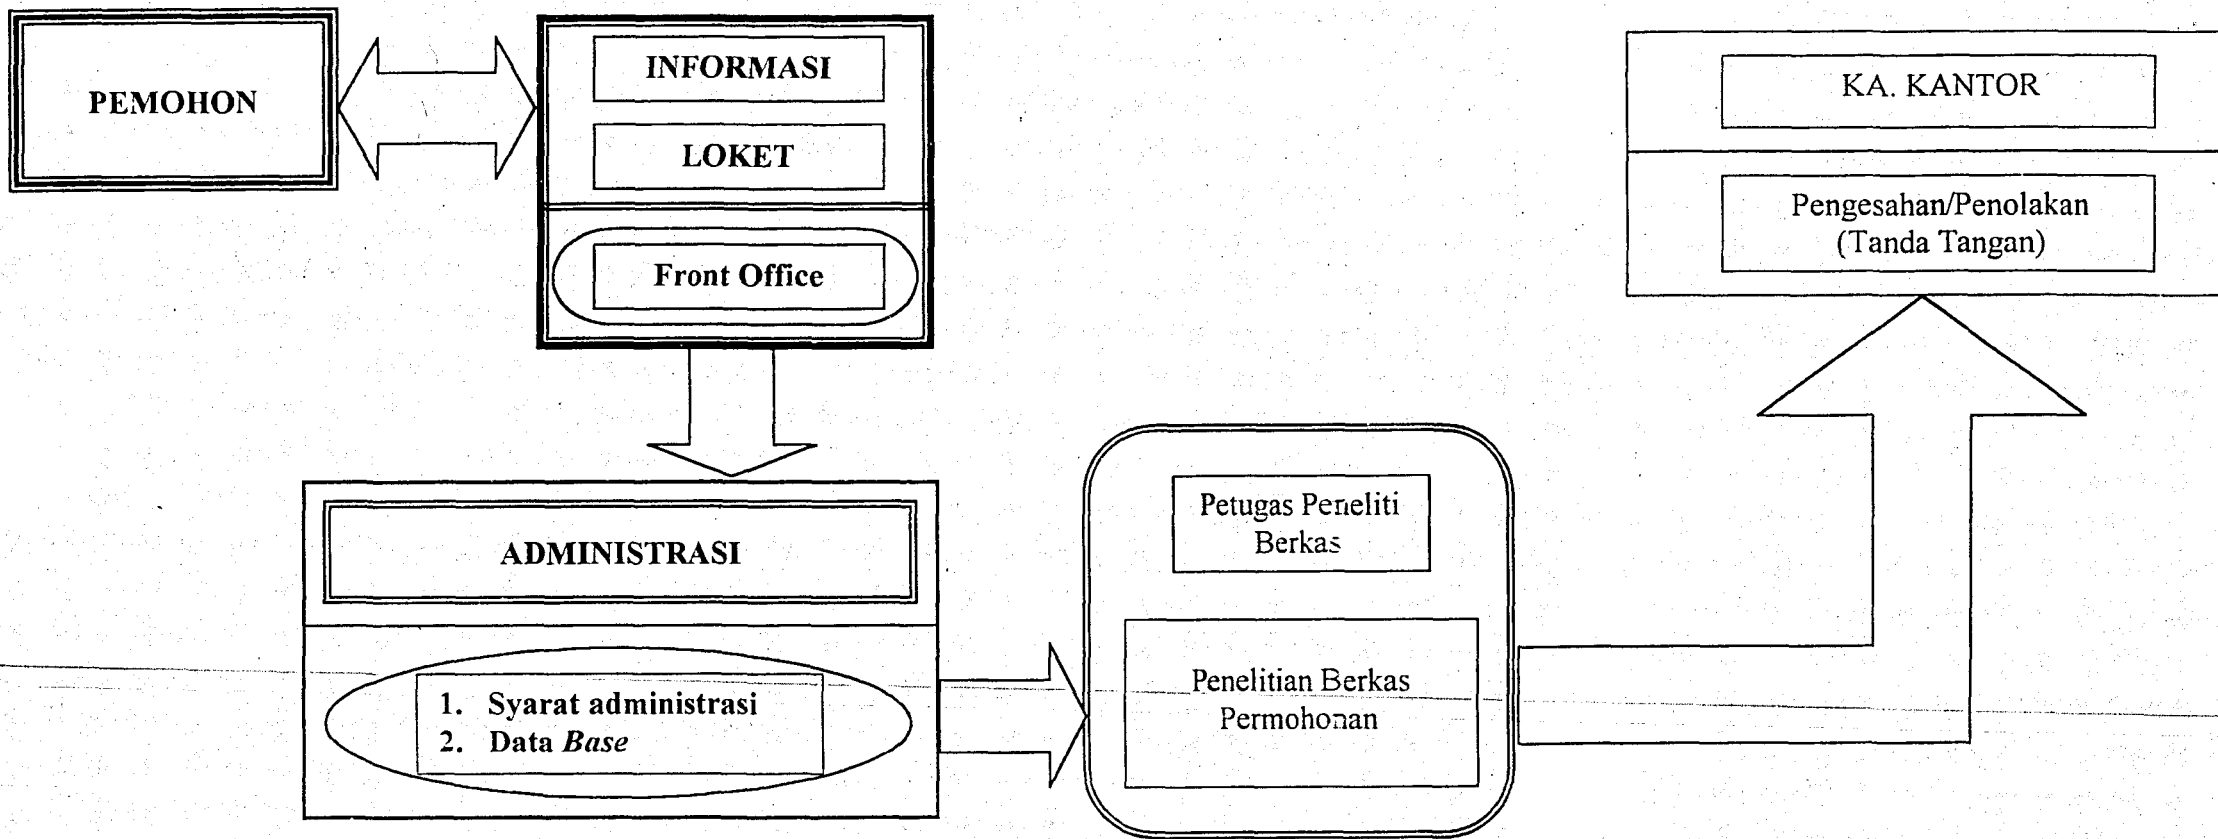 PEMOHON
INFORMASI
LOKET
Front Office
KA. KANTOR
Pengesahan/Penolakan
(Tanda Tangan)
ADMINISTRASI
1. Syarat administrasi
2. Data Base
Petugas Peneliti
Berkas
Penelitian Berkas
Permohonan